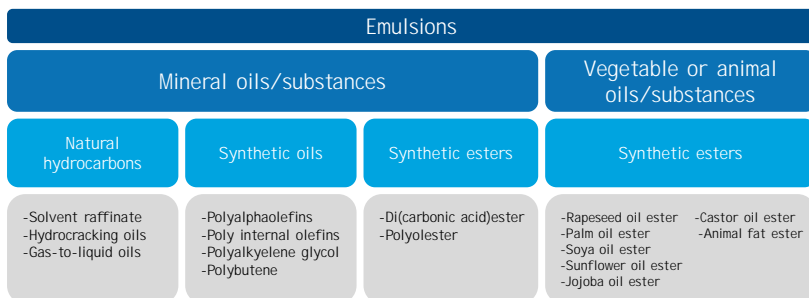 Emulsions
Mineral oils/substances
Vegetable or animal
oils/substances
Natural
hydrocarbons
Synthetic oils
Synthetic esters
Synthetic esters
-Solvent raffinate
-Hydrocracking oils
-Gas-to-liquid oils
-Polyalphaolefins
-Poly internal olefins
-Polyalkyelene glycol
-Polybutene
-Di(carbonic acid)ester
-Polyolester
-Rapeseed oil ester
-Palm oil ester
-Soya oil ester
-Sunflower oil ester
-Jojoba oil ester
-Castor oil ester
-Animal fat ester